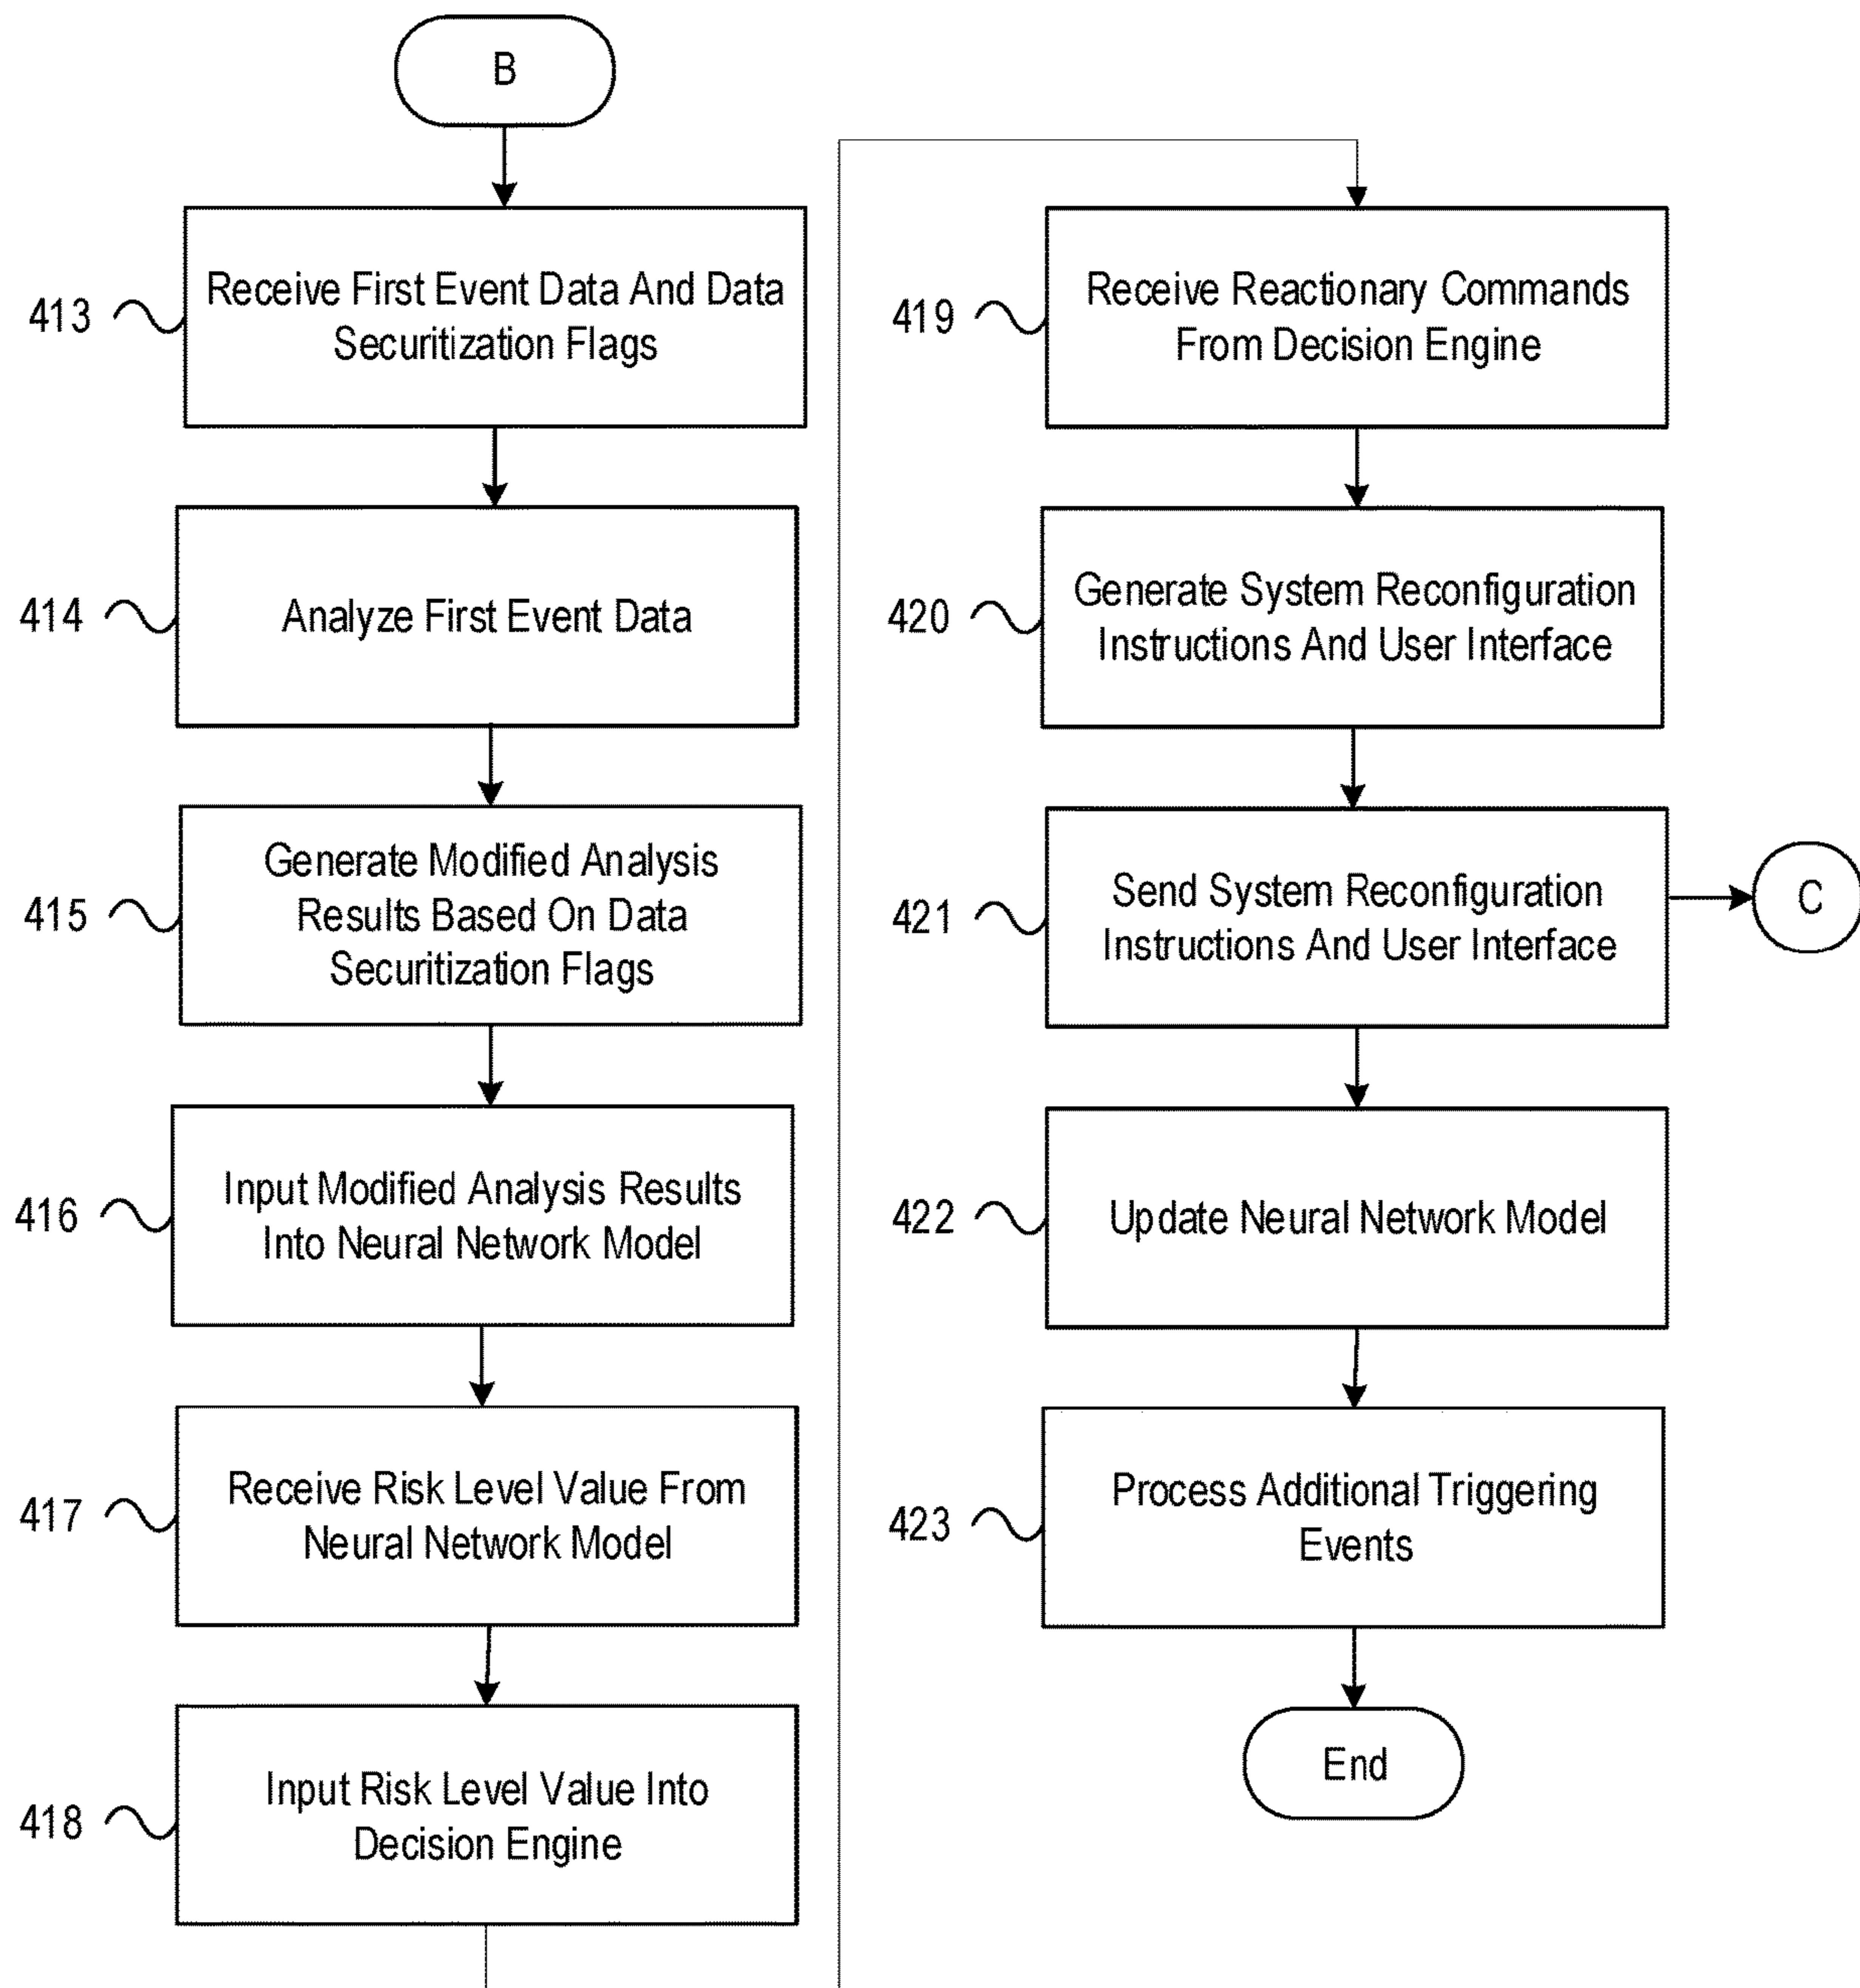 B
413
Receive First Event Data And Data
Securitization Flags
414
Analyze First Event Data
415
Generate Modified Analysis
Results Based On Data
Securitization Flags
416
Input Modified Analysis Results
Into Neural Network Model
417
Receive Risk Level Value From
Neural Network Model
418
Input Risk Level Value Into
Decision Engine
419
Receive Reactionary Commands
From Decision Engine
420
Generate System Reconfiguration
Instructions And User Interface
421
Send System Reconfiguration
Instructions And User Interface
C
422
Update Neural Network Model
423
Process Additional Triggering
Events
End